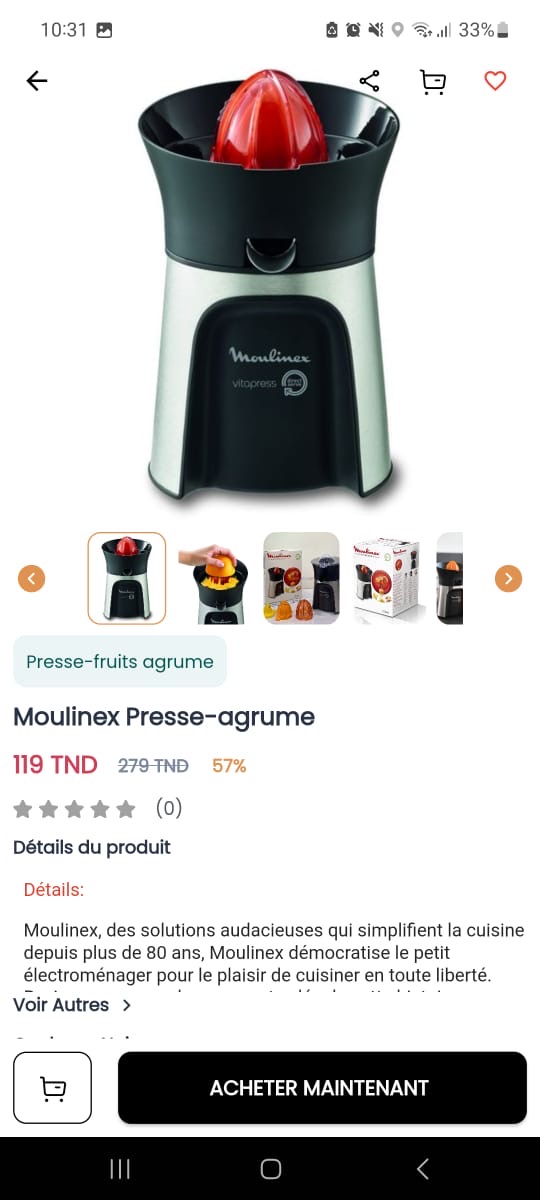 10:31
33%
Moulinex
vitapress
Presse-fruits agrume
Moulinex Presse-agrume
119 TND 279 TND 57%
(0)
Détails du produit
Détails:
Moulinex, des solutions audacieuses qui simplifient la cuisine
depuis plus de 80 ans, Moulinex démocratise le petit
électroménager pour le plaisir de cuisiner en toute liberté.
Voir Autres
ACHETER MAINTENANT